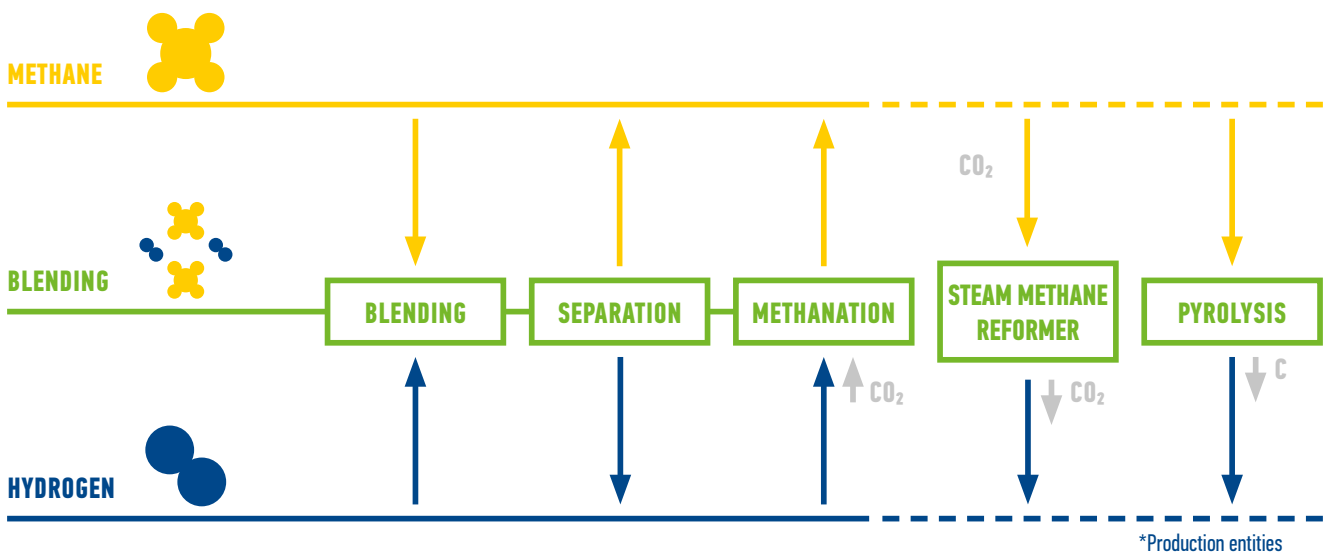 METHANE
CO₂
BLENDING
BLENDING
SEPARATION
METHANATION
STEAM METHANE
REFORMER
PYROLYSIS
CO₂
CO₂
C
HYDROGEN
*Production entities